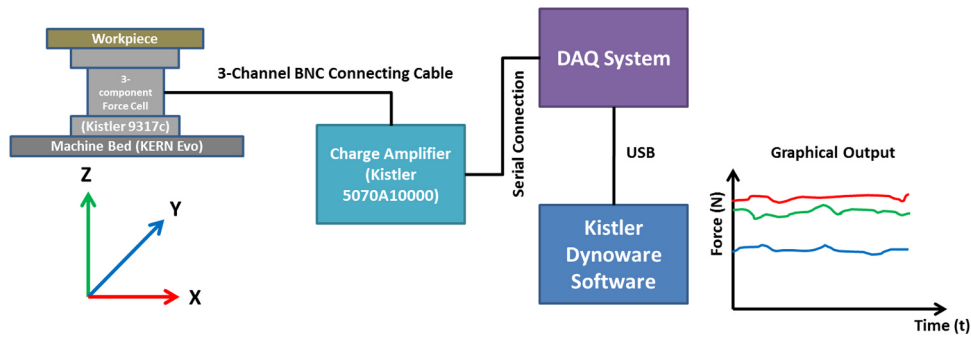 Workpiece
3-
component
Force Cell
(Kistler 9317c)
Machine Bed (KERN Evo)
3-Channel BNC Connecting Cable
Charge Amplifier
(Kistler
5070A10000)
Serial Connection
DAQ System
USB
Kistler
Dynoware
Software
Graphical Output
Force (N)
Time (t)
Z
Y
X